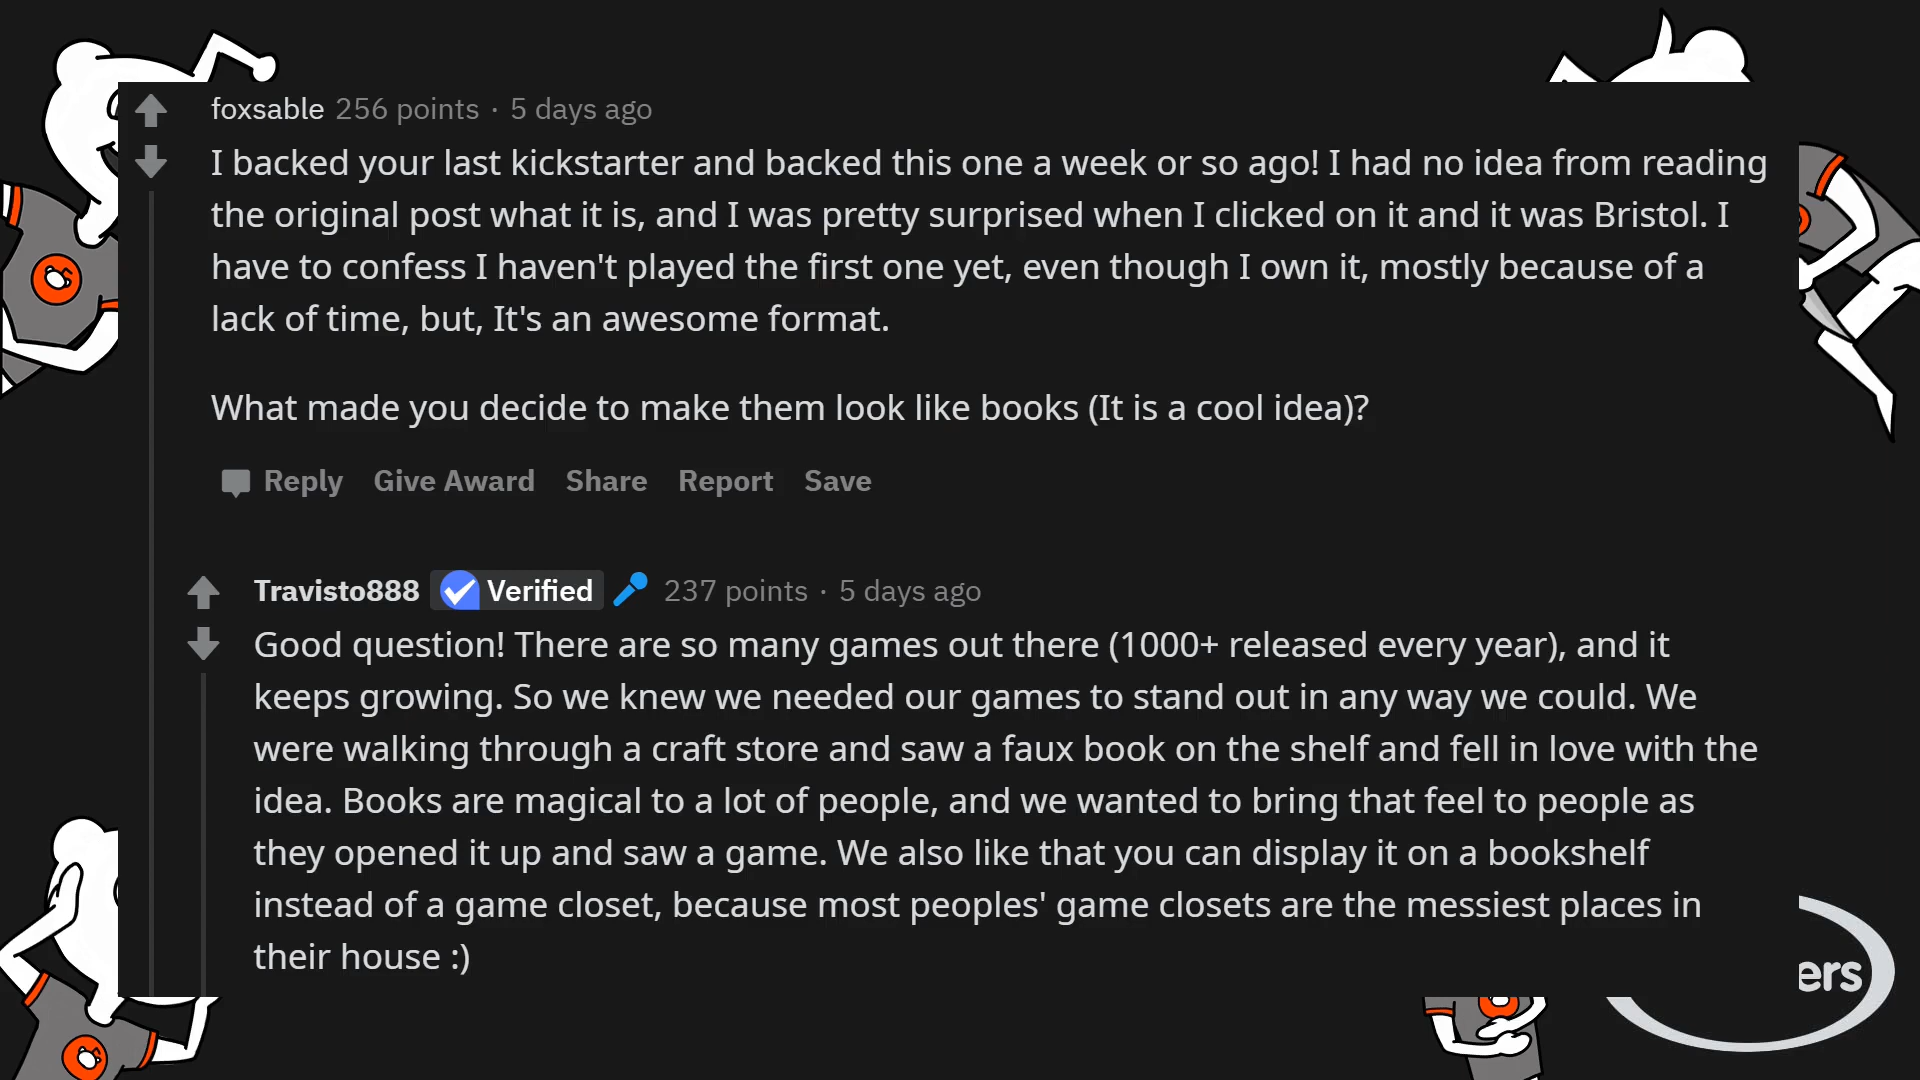 foxsable 256 points · 5 days ago
I backed your last kickstarter and backed this one a week or so ago! I had no idea from reading
the original post what it is, and I was pretty surprised when I clicked on it and it was Bristol. I
have to confess I haven't played the first one yet, even though I own it, mostly because of a
lack of time, but, It's an awesome format.
What made you decide to make them look like books (It is a cool idea)?
Reply Give Award Share Report Save
Travisto888 Verified 237 points · 5 days ago
Good question! There are so many games out there (1000+ released every year), and it
keeps growing. So we knew we needed our games to stand out in any way we could. We
were walking through a craft store and saw a faux book on the shelf and fell in love with the
idea. Books are magical to a lot of people, and we wanted to bring that feel to people as
they opened it up and saw a game. We also like that you can display it on a bookshelf
instead of a game closet, because most peoples' game closets are the messiest places in
their house :)
ers